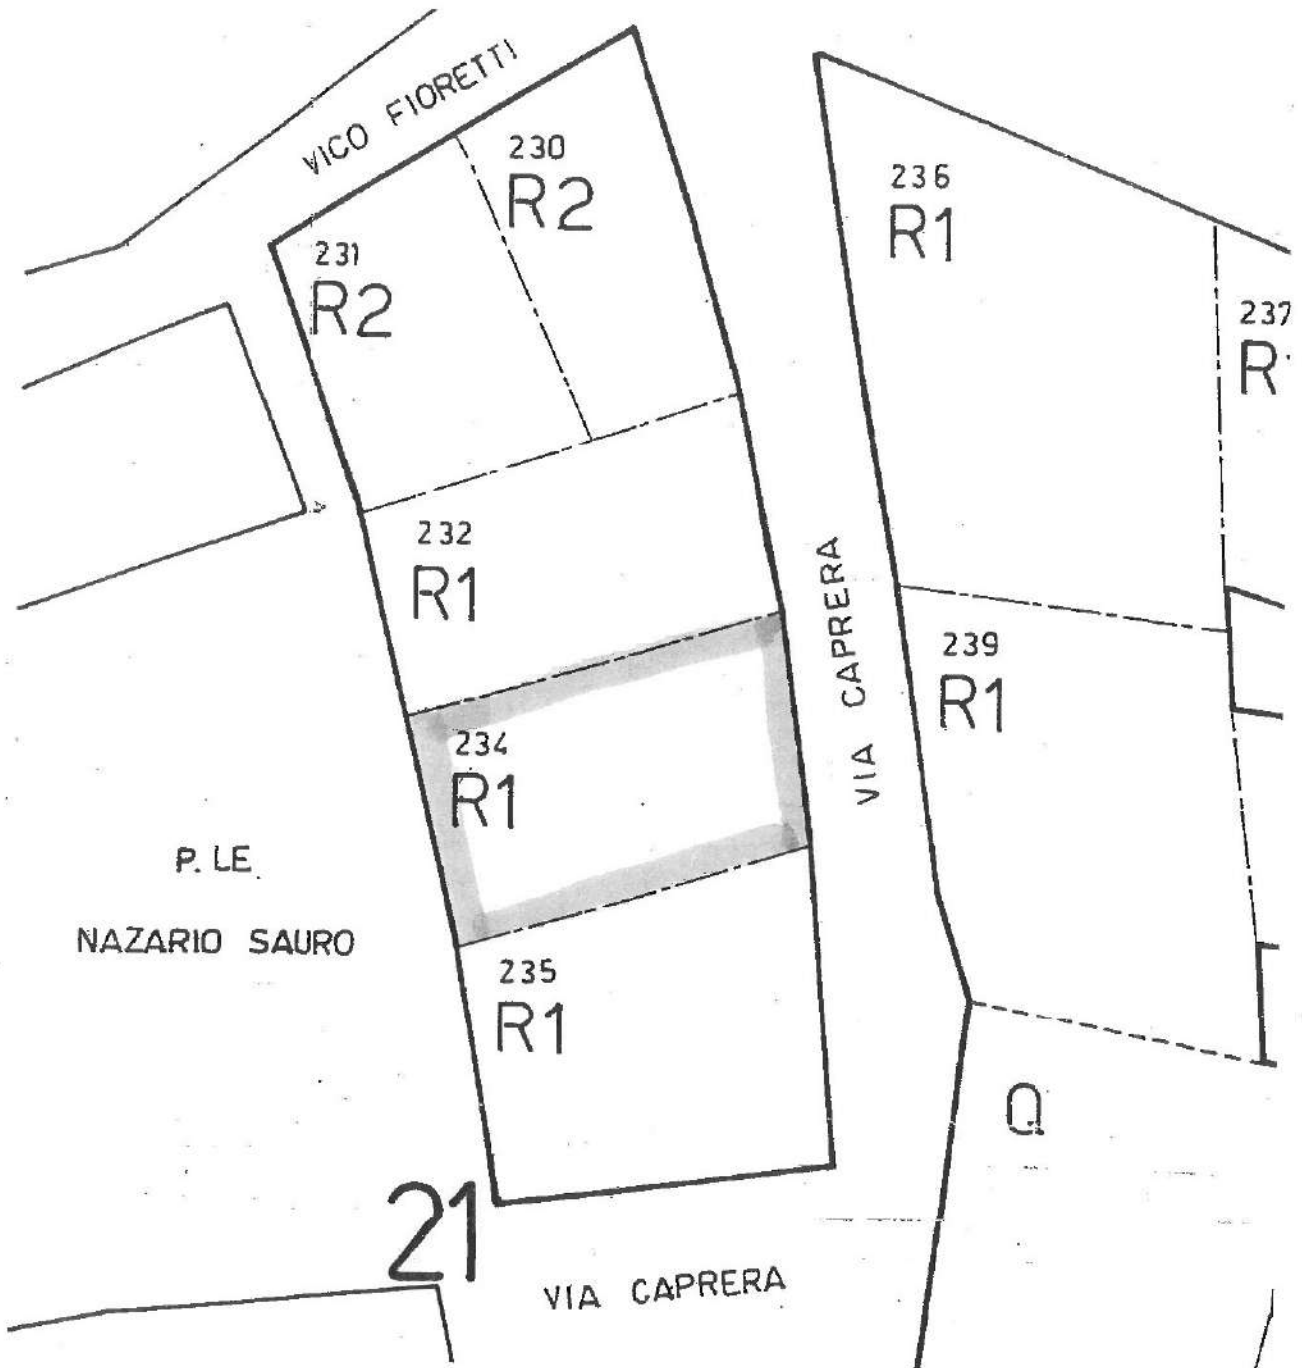 VICO FIORETTI
230
R2
231
R2
236
R1
237
R
232
R1
VIA CAPRERA
239
R1
234
R1
P. LE.
NAZARIO SAURO
235
R1
Q
21
VIA CAPRERA